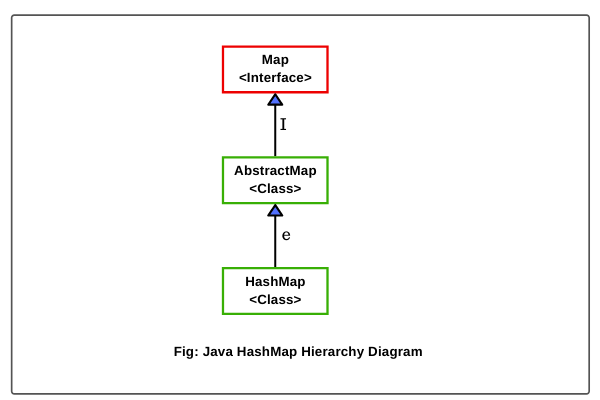 Map
<Interface>
I
AbstractMap
<Class>
e
HashMap
<Class>
Fig: Java HashMap Hierarchy Diagram